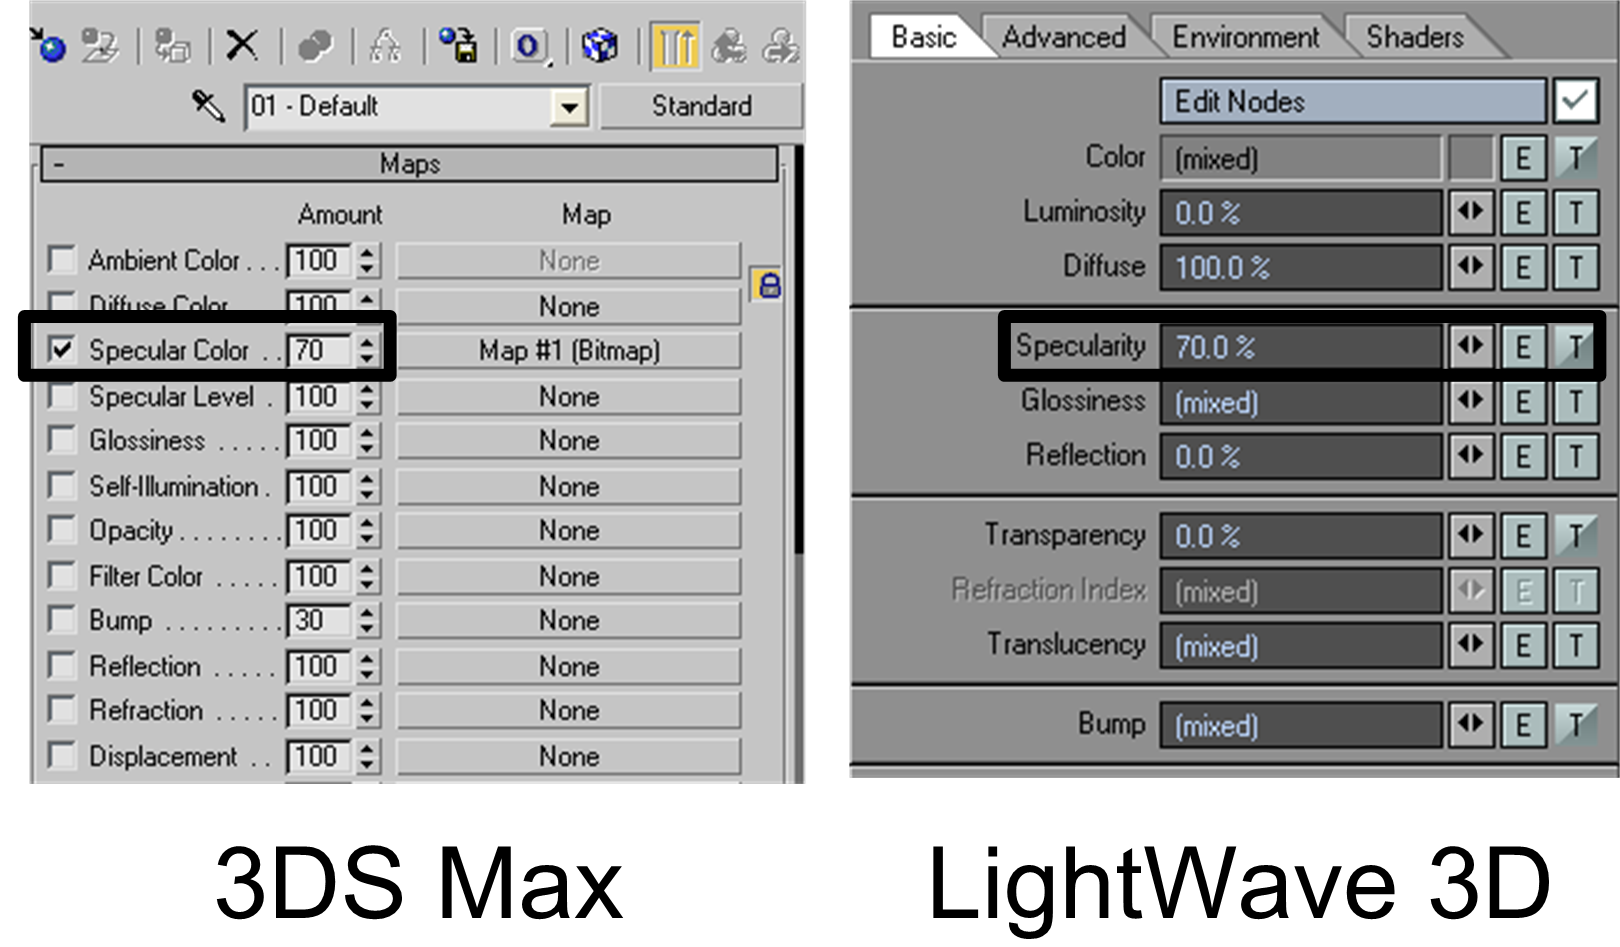 01 - Default Standard
- Maps
Amount Map
Ambient Color . . . 100 None
Diffuse Color 100 None
Specular Color . . 70 Map #1 (Bitmap)
Specular Level . 100 None
Glossiness . . . . . 100 None
Self-Illumination . 100 None
Opacity . . . . . . . . 100 None
Filter Color . . . . . 100 None
Bump . . . . . . . . . 30 None
Reflection . . . . . 100 None
Refraction . . . . . 100 None
Displacement . . 100 None
3DS Max
Basic Advanced Environment Shaders
Edit Nodes
Color (mixed) E T
Luminosity 0.0 % E T
Diffuse 100.0 % E T
Specularity 70.0 % E T
Glossiness (mixed) E T
Reflection 0.0 % E T
Transparency 0.0 % E T
Refraction Index (mixed) E T
Translucency (mixed) E T
Bump (mixed) E T
LightWave 3D